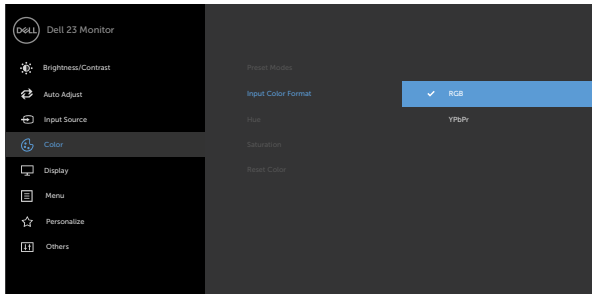 DELL Dell 23 Monitor
Brightness/Contrast
Auto Adjust
Input Source
Color
Display
Menu
Personalize
Others
Preset Modes
Input Color Format
Hue
Saturation
Reset Color
RGB
YPbPr